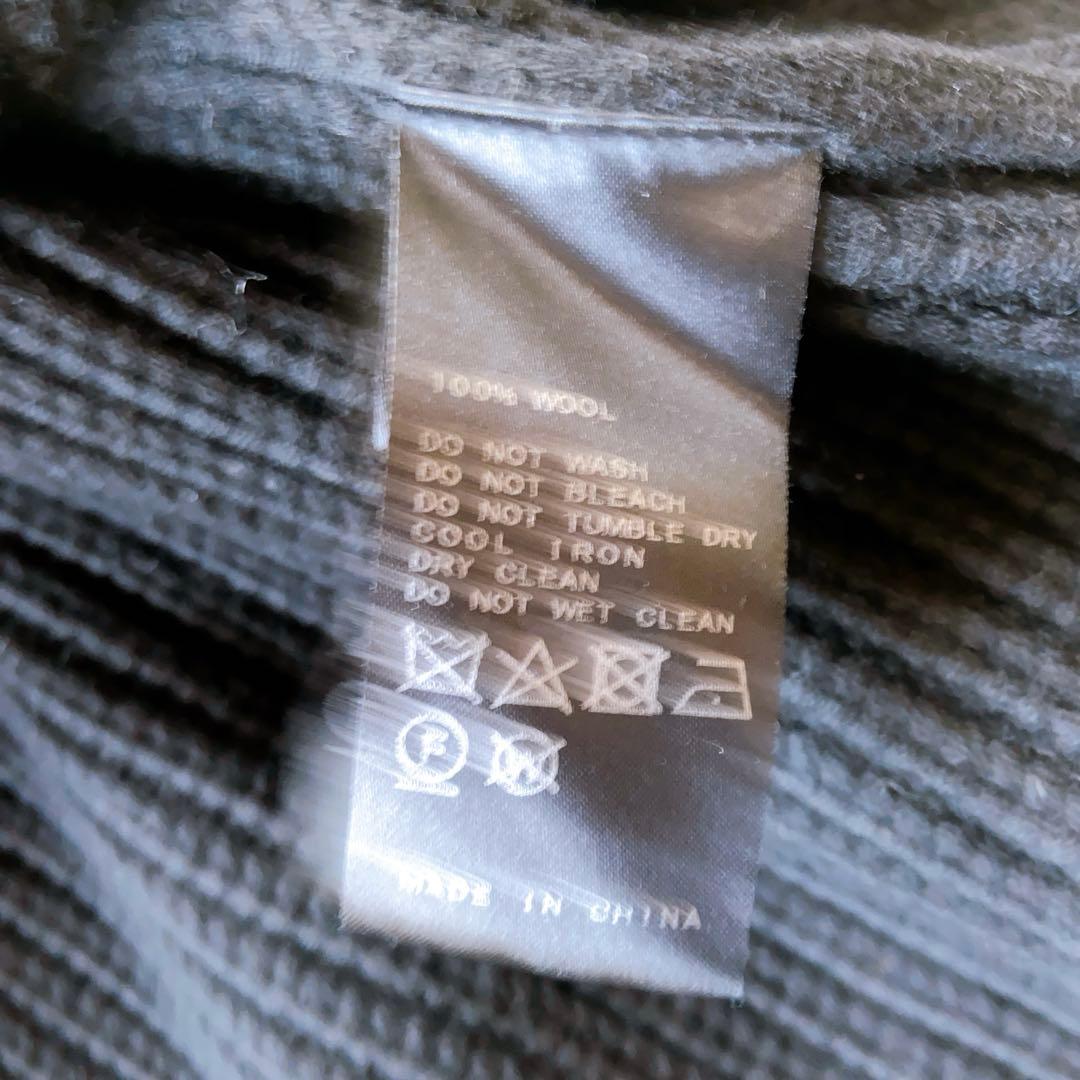 100% WOOL
DO NOT WASH
DO NOT BLEACH
DO NOT TUMBLE DRY
COOL IRON
DRY CLEAN
DO NOT WET CLEAN
F W
MADE IN CHINA